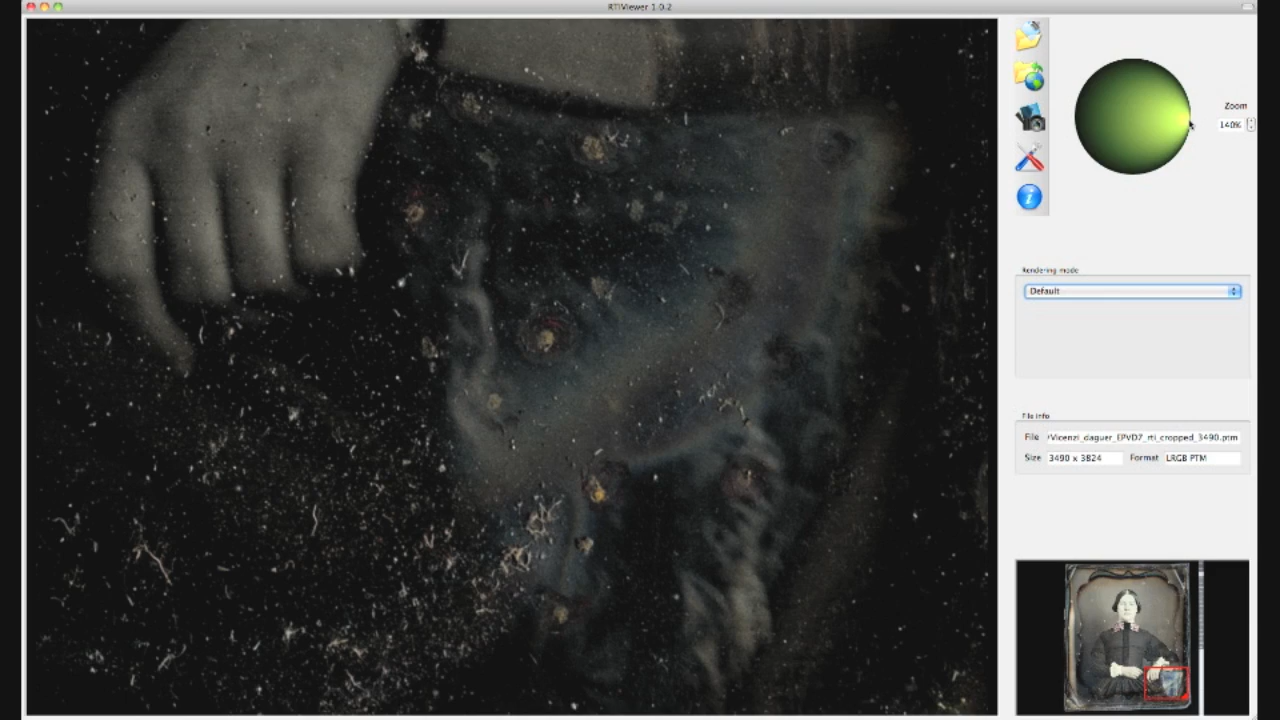 RTIViewer 1.0.2
Zoom
140%
Rendering mode
Default
File info
File /Vicenzi_daguer_EPVD7_rti_cropped_3490.ptm
Size 3490 x 3824 Format LRGB PTM